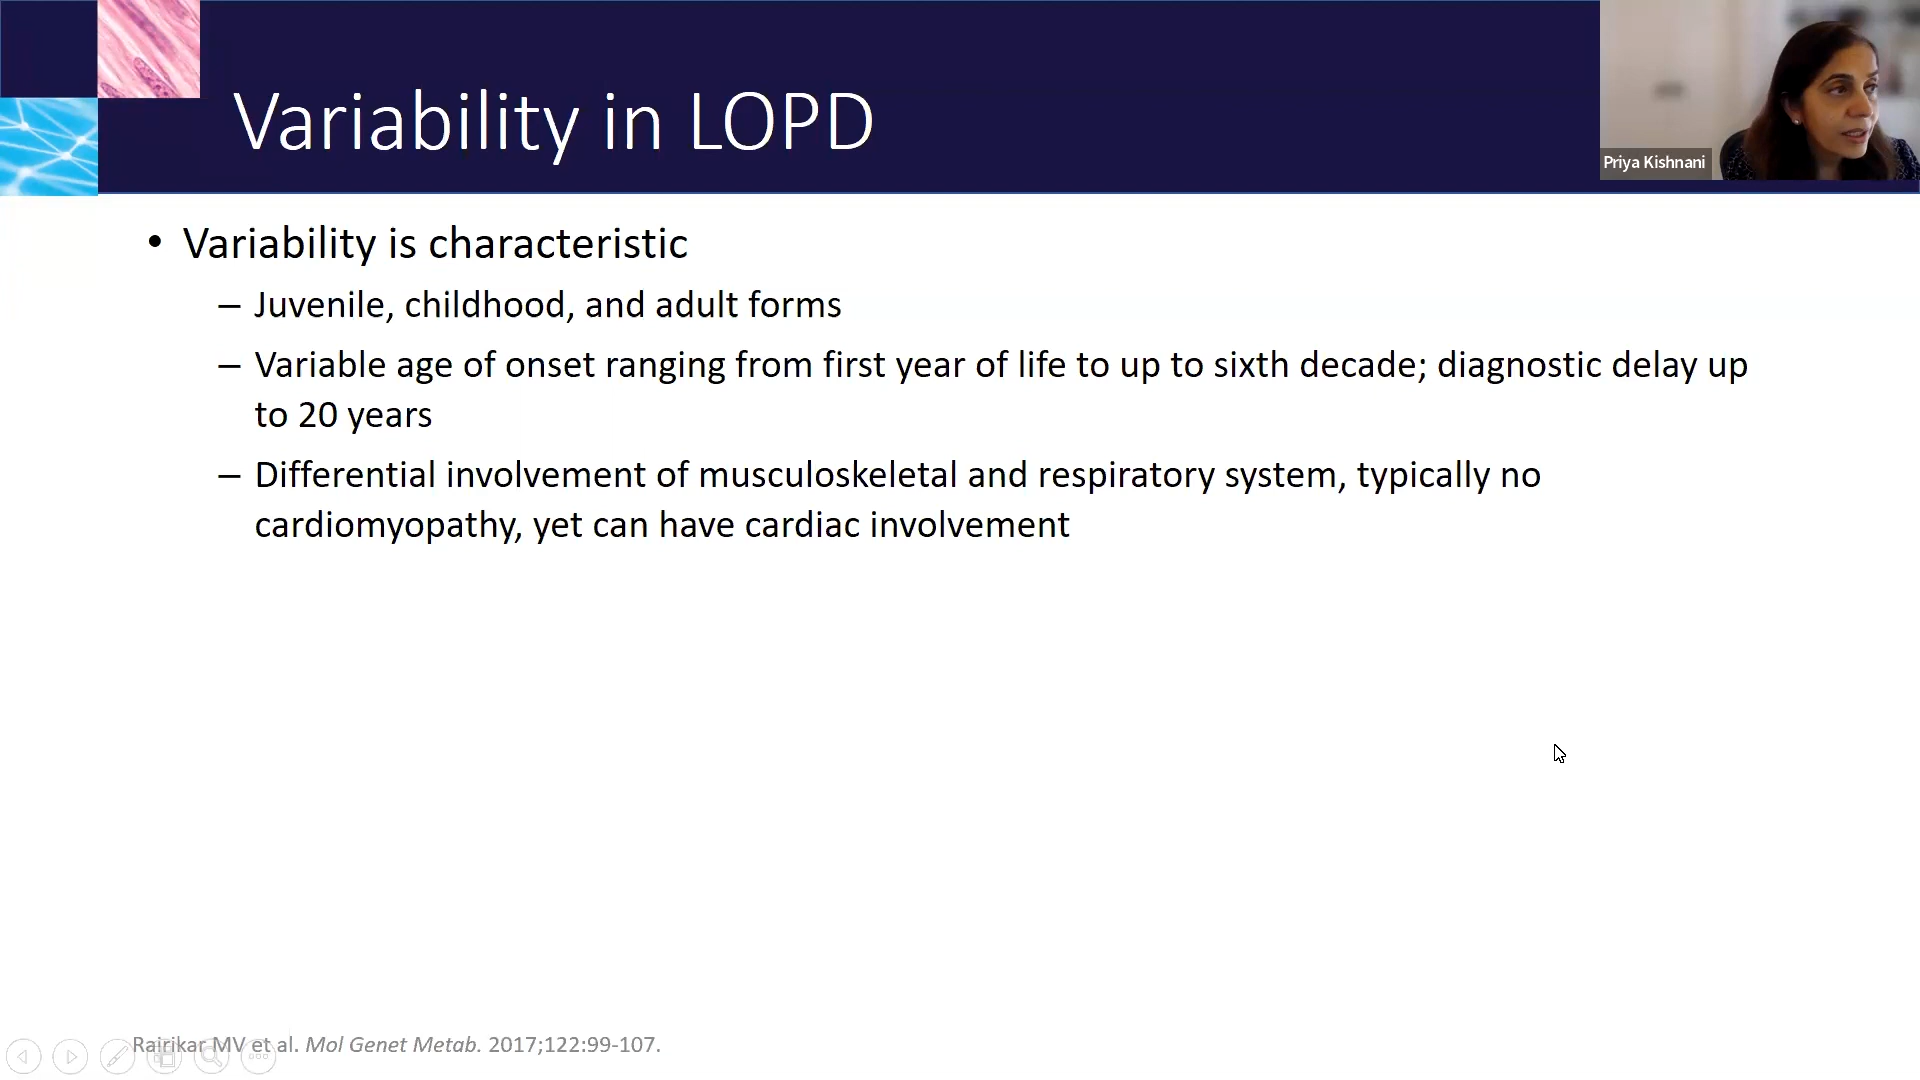 Variability in LOPD
Priya Kishnani
• Variability is characteristic
– Juvenile, childhood, and adult forms
– Variable age of onset ranging from first year of life to up to sixth decade; diagnostic delay up
to 20 years
– Differential involvement of musculoskeletal and respiratory system, typically no
cardiomyopathy, yet can have cardiac involvement
Rairikar MV et al. Mol Genet Metab. 2017;122:99-107.